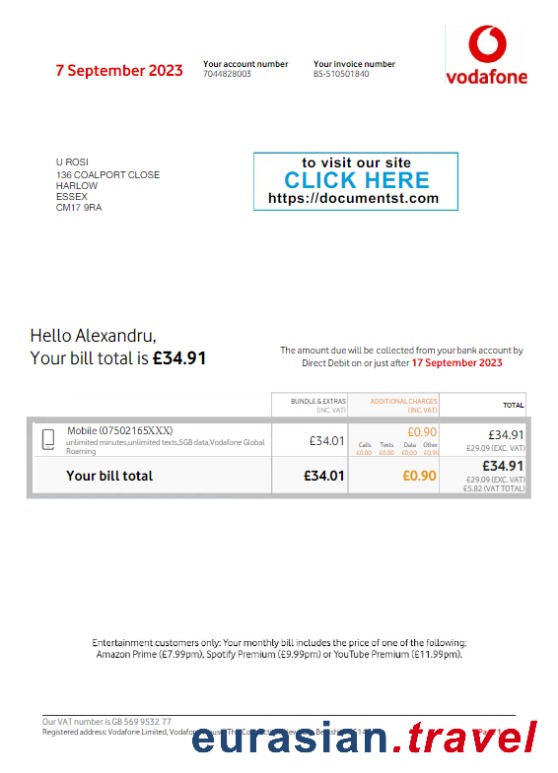 7 September 2023
Your account number
7044828003
Your invoice number
BS-510501840
vodafone
U ROSI
136 COALPORT CLOSE
HARLOW
ESSEX
CM17 9RA
to visit our site
CLICK HERE
https://documentst.com
Hello Alexandru,
Your bill total is £34.91
The amount due will be collected from your bank account by
Direct Debit on or just after 17 September 2023
BUNDLE & EXTRAS
(INC. VAT)
ADDITIONAL CHARGES
(INC. VAT)
TOTAL
Mobile (07502165XXX)
unlimited minutes,unlimited texts,5GB data,Vodafone Global
Roaming
£34.01
£0.90
Calls Texts Data Other
£0.00 £0.00 £0.00 £0.90
£34.91
£29.09 (EXC. VAT)
Your bill total
£34.01
£0.90
£34.91
£29.09 (EXC. VAT)
£5.82 (VAT TOTAL)
Entertainment customers only: Your monthly bill includes the price of one of the following:
Amazon Prime (£7.99pm), Spotify Premium (£9.99pm) or YouTube Premium (£11.99pm).
Our VAT number is GB 569 9532 77
Registered address: Vodafone Limited,
eurasian.travel